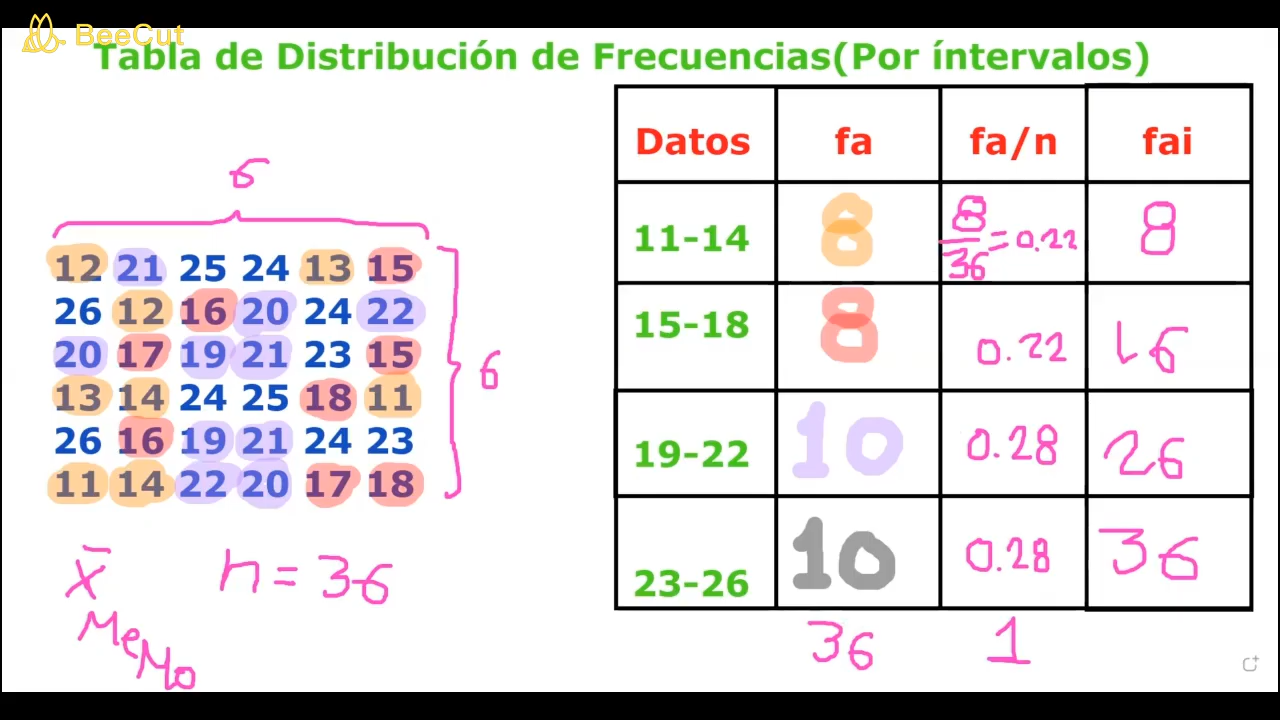 BeeCut
Tabla de Distribución de Frecuencias(Por íntervalos)
6
12 21 25 24 13 15
26 12 16 20 24 22
20 17 19 21 23 15
13 14 24 25 18 11
26 16 19 21 24 23
11 14 22 20 17 18
6
x̄ n = 36
Me
Mo
Datos fa fa/n fai
11-14 8 8/36 = 0.22 8
15-18 8 0.22 16
19-22 10 0.28 26
23-26 10 0.28 36
36 1